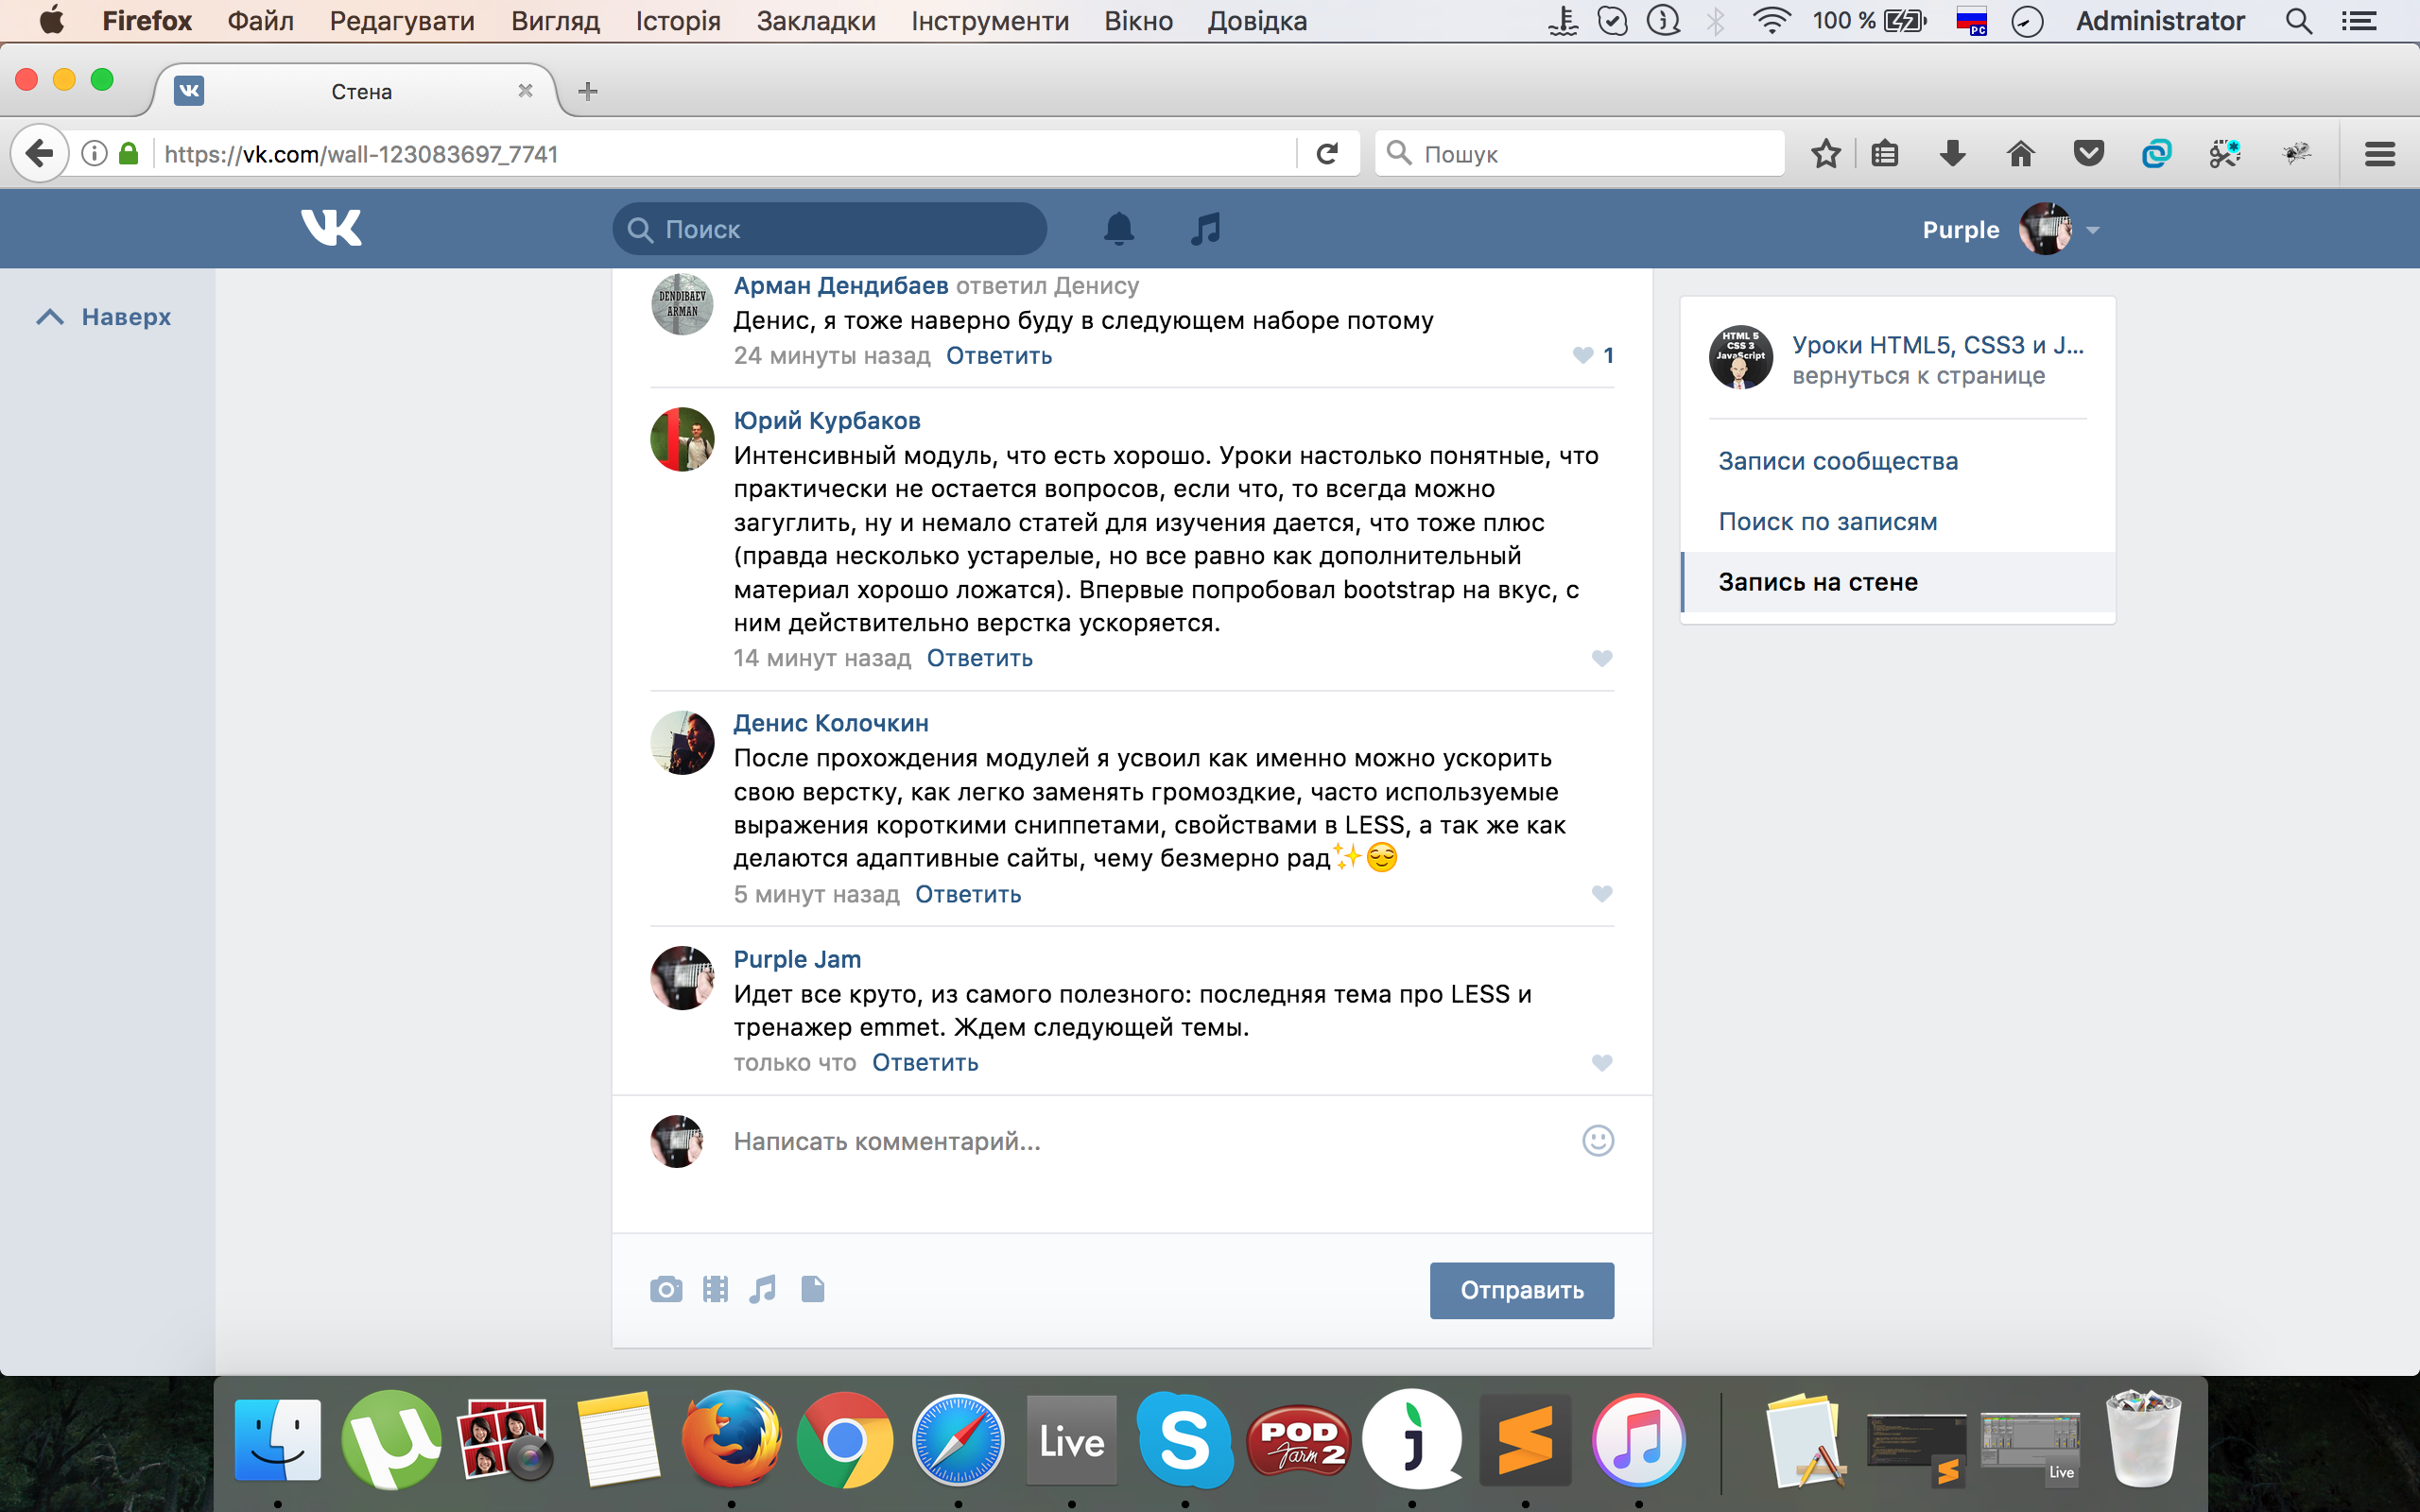 Firefox Файл Редагувати Вигляд Історія Закладки Інструменти Вікно Довідка 100 % РС Administrator
Стена
https://vk.com/wall-123083697_7741
Пошук
Поиск
Purple
Наверх
DENDIBAEV
ARMAN
Арман Дендибаев ответил Денису
Денис, я тоже наверно буду в следующем наборе потому
24 минуты назад Ответить 1
Юрий Курбаков
Интенсивный модуль, что есть хорошо. Уроки настолько понятные, что
практически не остается вопросов, если что, то всегда можно
загуглить, ну и немало статей для изучения дается, что тоже плюс
(правда несколько устарелые, но все равно как дополнительный
материал хорошо ложатся). Впервые попробовал bootstrap на вкус, с
ним действительно верстка ускоряется.
14 минут назад Ответить
Денис Колочкин
После прохождения модулей я усвоил как именно можно ускорить
свою верстку, как легко заменять громоздкие, часто используемые
выражения короткими сниппетами, свойствами в LESS, а так же как
делаются адаптивные сайты, чему безмерно рад✨😌
5 минут назад Ответить
Purple Jam
Идет все круто, из самого полезного: последняя тема про LESS и
тренажер emmet. Ждем следующей темы.
только что Ответить
Написать комментарий...
Отправить
HTML 5
CSS 3
JavaScript
Уроки HTML5, CSS3 и J...
вернуться к странице
Записи сообщества
Поиск по записям
Запись на стене
Live
POD
Farm 2
Live